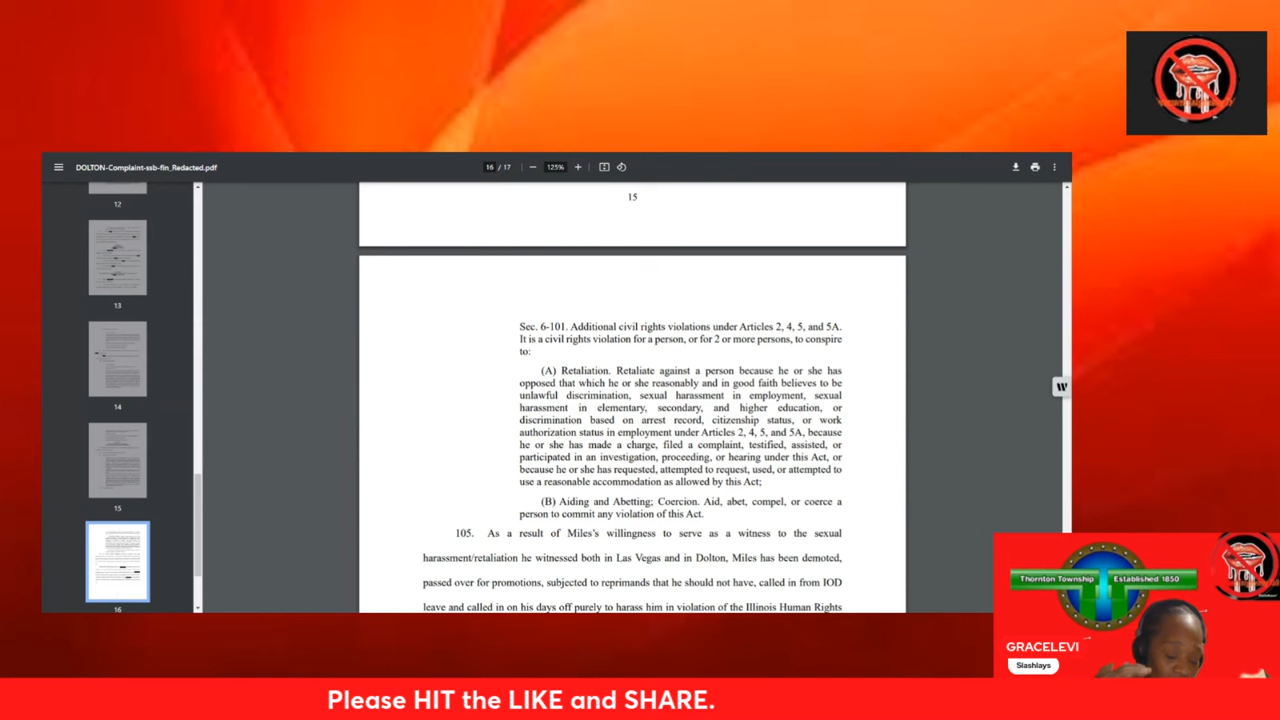 DOLTON-Complaint-ssb-fin_Redacted.pdf
16 / 17
125%
12
13
14
15
16
15
Sec. 6-101. Additional civil rights violations under Articles 2, 4, 5, and 5A.
It is a civil rights violation for a person, or for 2 or more persons, to conspire
to:
(A) Retaliation. Retaliate against a person because he or she has
opposed that which he or she reasonably and in good faith believes to be
unlawful discrimination, sexual harassment in employment, sexual
harassment in elementary, secondary, and higher education, or
discrimination based on arrest record, citizenship status, or work
authorization status in employment under Articles 2, 4, 5, and 5A, because
he or she has made a charge, filed a complaint, testified, assisted, or
participated in an investigation, proceeding, or hearing under this Act, or
because he or she has requested, attempted to request, used, or attempted to
use a reasonable accommodation as allowed by this Act;
(B) Aiding and Abetting; Coercion. Aid, abet, compel, or coerce a
person to commit any violation of this Act.
105. As a result of Miles's willingness to serve as a witness to the sexual
harassment/retaliation he witnessed both in Las Vegas and in Dolton, Miles has been demoted,
passed over for promotions, subjected to reprimands that he should not have, called in from IOD
leave and called in on his days off purely to harass him in violation of the Illinois Human Rights
W
Thornton Township Established 1850
GRACELEVI
Slashlays
Please HIT the LIKE and SHARE.